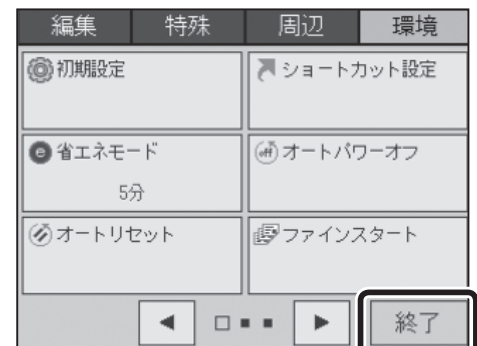 編集 特殊 周辺 環境
初期設定 ショートカット設定
省エネモード オートパワーオフ
5分
オートリセット ファインスタート
終了